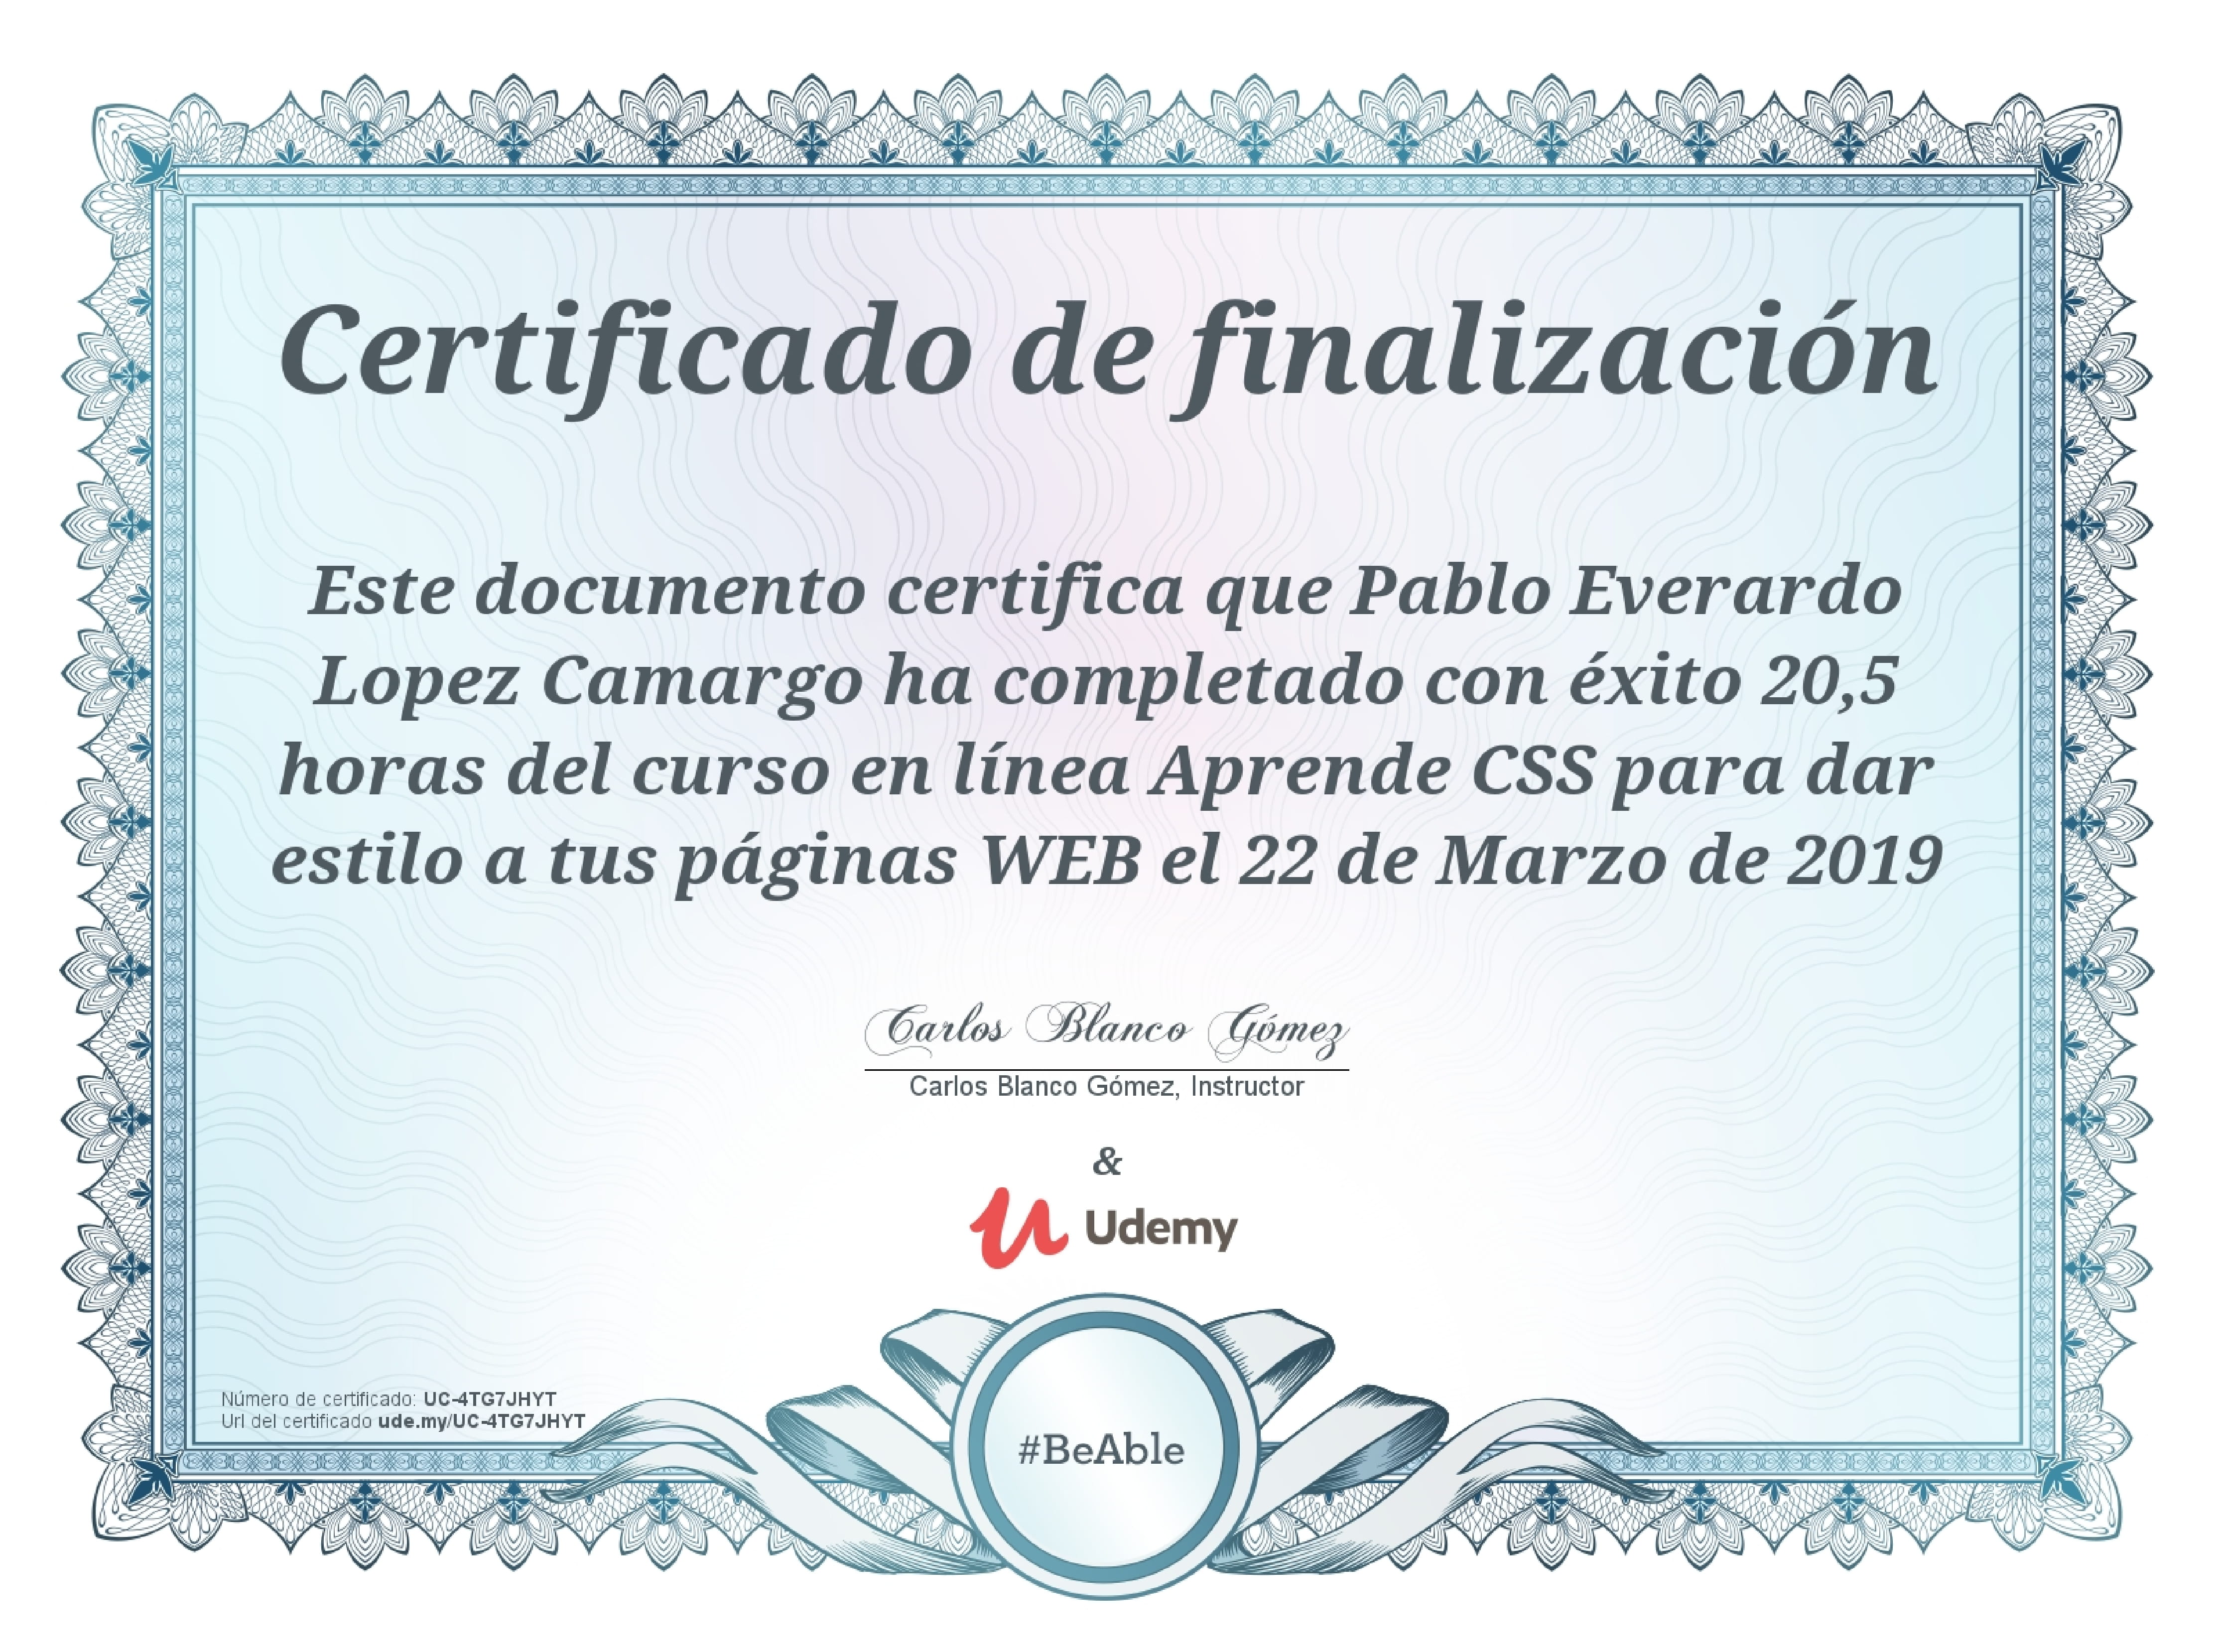 Certificado de finalización
Este documento certifica que Pablo Everardo
Lopez Camargo ha completado con éxito 20,5
horas del curso en línea Aprende CSS para dar
estilo a tus páginas WEB el 22 de Marzo de 2019
Carlos Blanco Gómez
Carlos Blanco Gómez, Instructor
&
Udemy
Número de certificado: UC-4TG7JHYT
Url del certificado ude.my/UC-4TG7JHYT
#BeAble